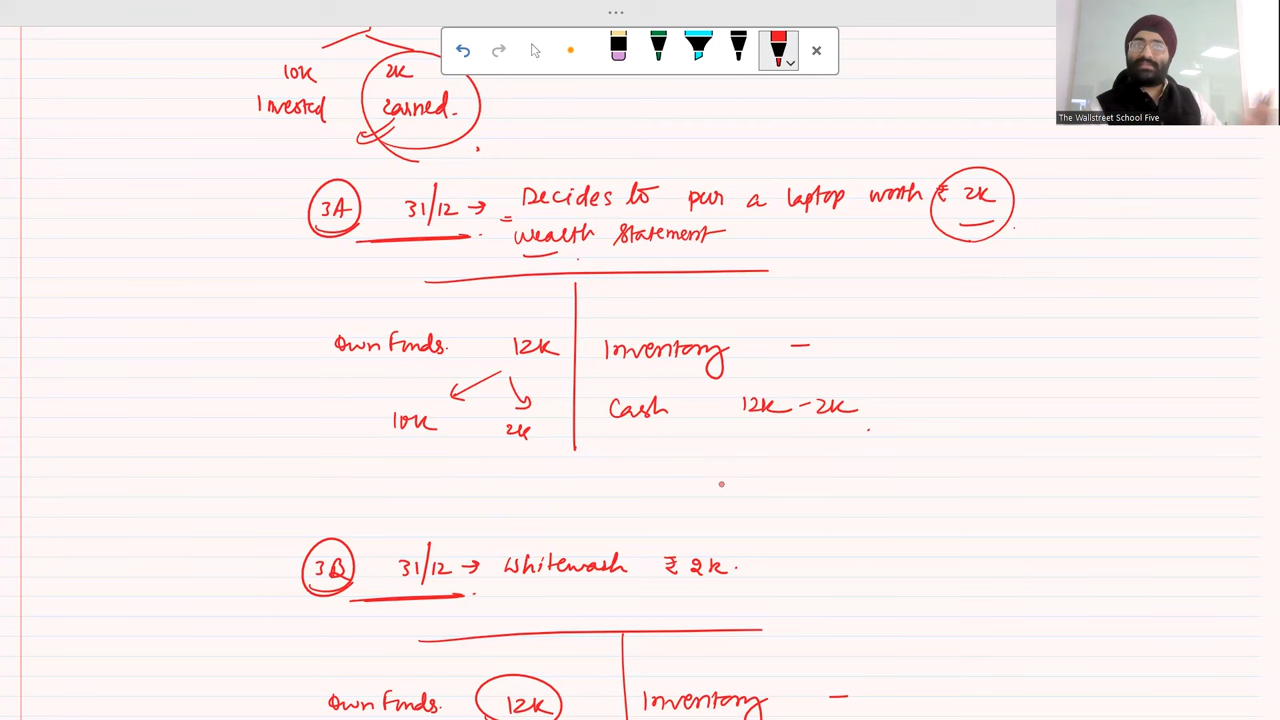 10K 2K
Invested Earned.
The Wallstreet School Five
3A 31/12 → Decides to pur a laptop worth ₹ 2K
= Wealth Statement
Own Funds. 12K Inventory —
10K 2K Cash 12K - 2K
3B 31/12 → Whitewash ₹ 2K.
Own Funds. 12K Inventory —